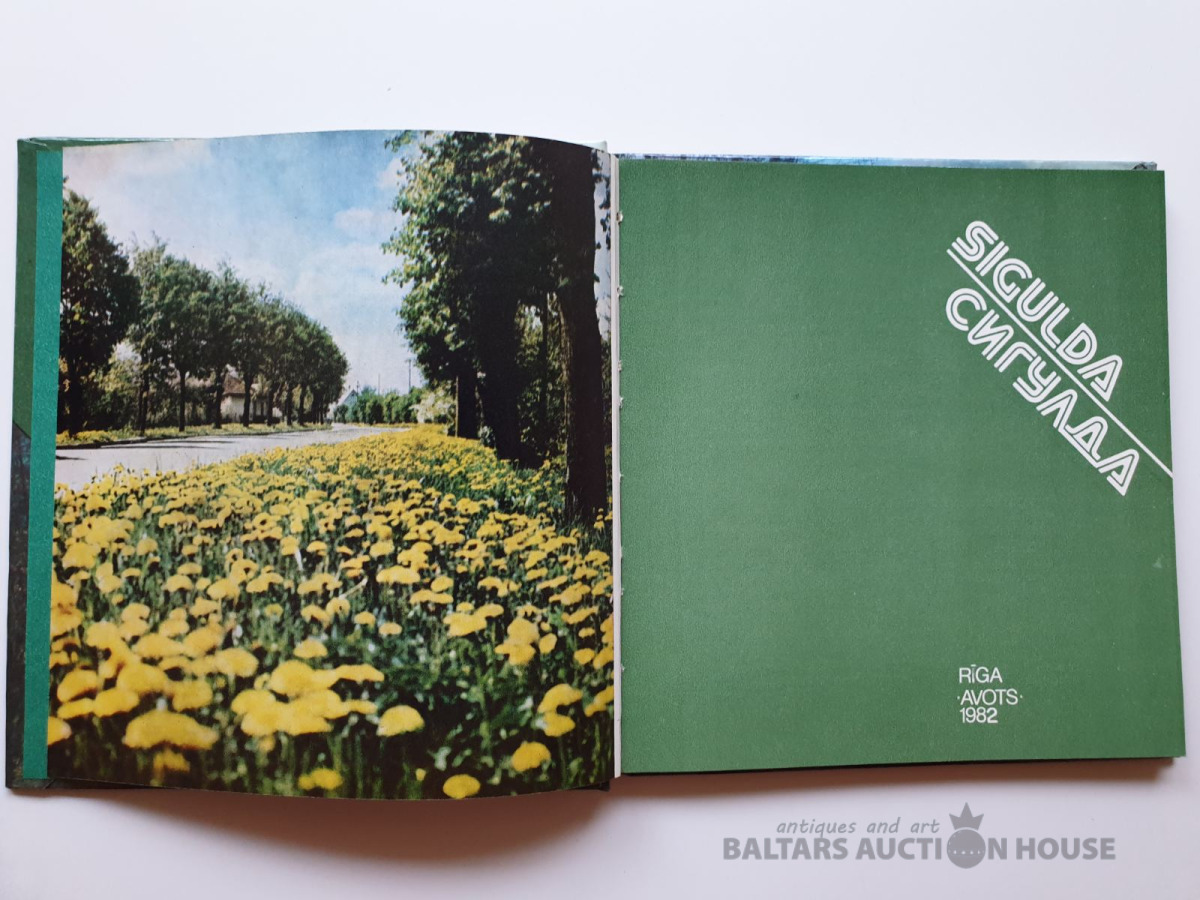 SIGULDA
СИГУЛДА
RĪGA
·AVOTS·
1982
antiques and art
BALTARS AUCTION HOUSE